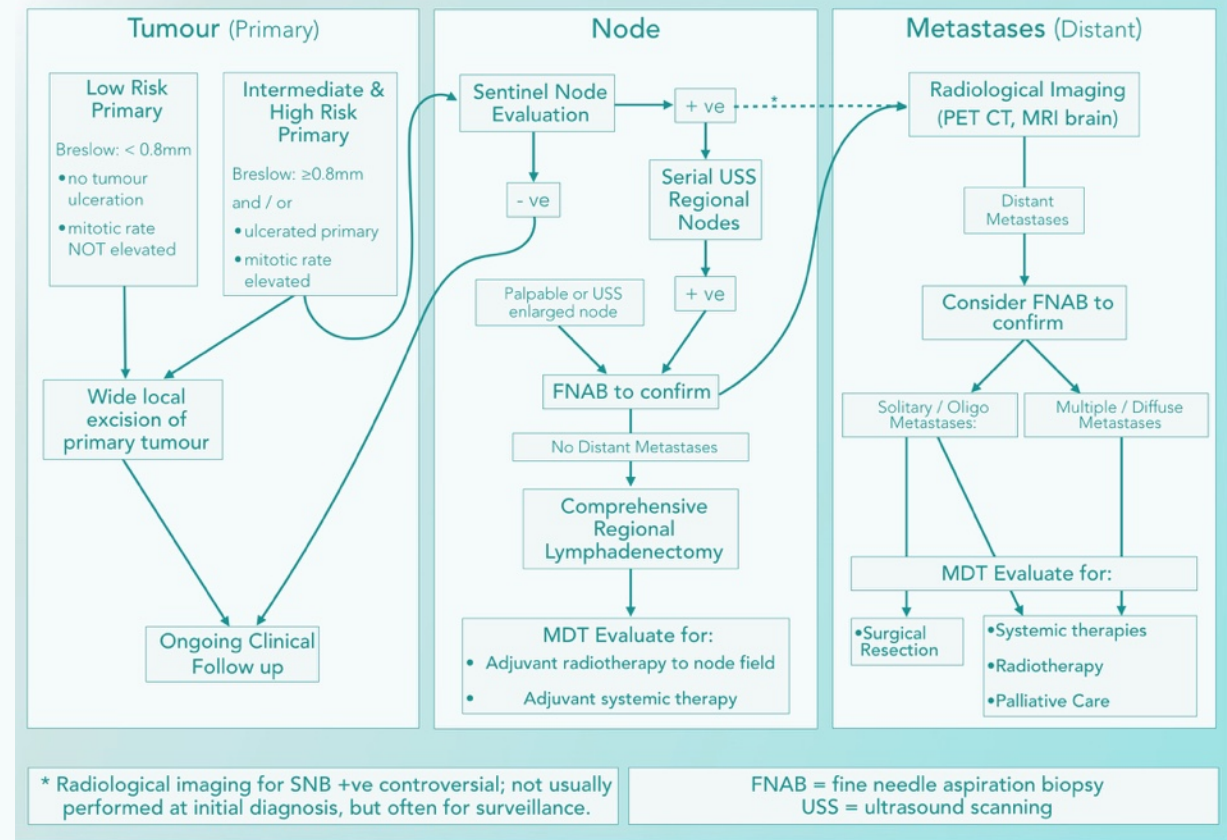 Tumour (Primary)
Low Risk
Primary
Breslow: < 0.8mm
•no tumour
ulceration
•mitotic rate
NOT elevated
Intermediate &
High Risk
Primary
Breslow: ≥0.8mm
and / or
•ulcerated primary
•mitotic rate
elevated
Wide local
excision of
primary tumour
Ongoing Clinical
Follow up
Node
Sentinel Node
Evaluation
+ ve
*
- ve
Serial USS
Regional
Nodes
+ ve
Palpable or USS
enlarged node
FNAB to confirm
No Distant Metastases
Comprehensive
Regional
Lymphadenectomy
MDT Evaluate for:
• Adjuvant radiotherapy to node field
• Adjuvant systemic therapy
Metastases (Distant)
Radiological Imaging
(PET CT, MRI brain)
Distant
Metastases
Consider FNAB to
confirm
Solitary / Oligo
Metastases:
Multiple / Diffuse
Metastases
MDT Evaluate for:
•Surgical
Resection
•Systemic therapies
•Radiotherapy
•Palliative Care
* Radiological imaging for SNB +ve controversial; not usually
performed at initial diagnosis, but often for surveillance.
FNAB = fine needle aspiration biopsy
USS = ultrasound scanning